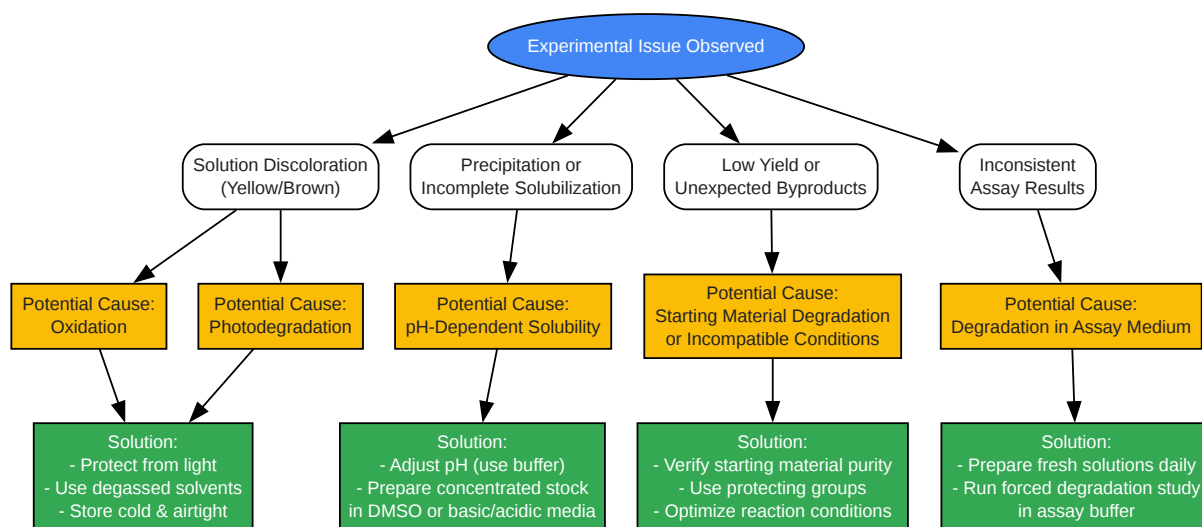 Experimental Issue Observed
Solution Discoloration
(Yellow/Brown)
Precipitation or
Incomplete Solubilization
Low Yield or
Unexpected Byproducts
Inconsistent
Assay Results
Potential Cause:
Oxidation
Potential Cause:
Photodegradation
Potential Cause:
pH-Dependent Solubility
Potential Cause:
Starting Material Degradation
or Incompatible Conditions
Potential Cause:
Degradation in Assay Medium
Solution:
- Protect from light
- Use degassed solvents
- Store cold & airtight
Solution:
- Adjust pH (use buffer)
- Prepare concentrated stock
in DMSO or basic/acidic media
Solution:
- Verify starting material purity
- Use protecting groups
- Optimize reaction conditions
Solution:
- Prepare fresh solutions daily
- Run forced degradation study
in assay buffer